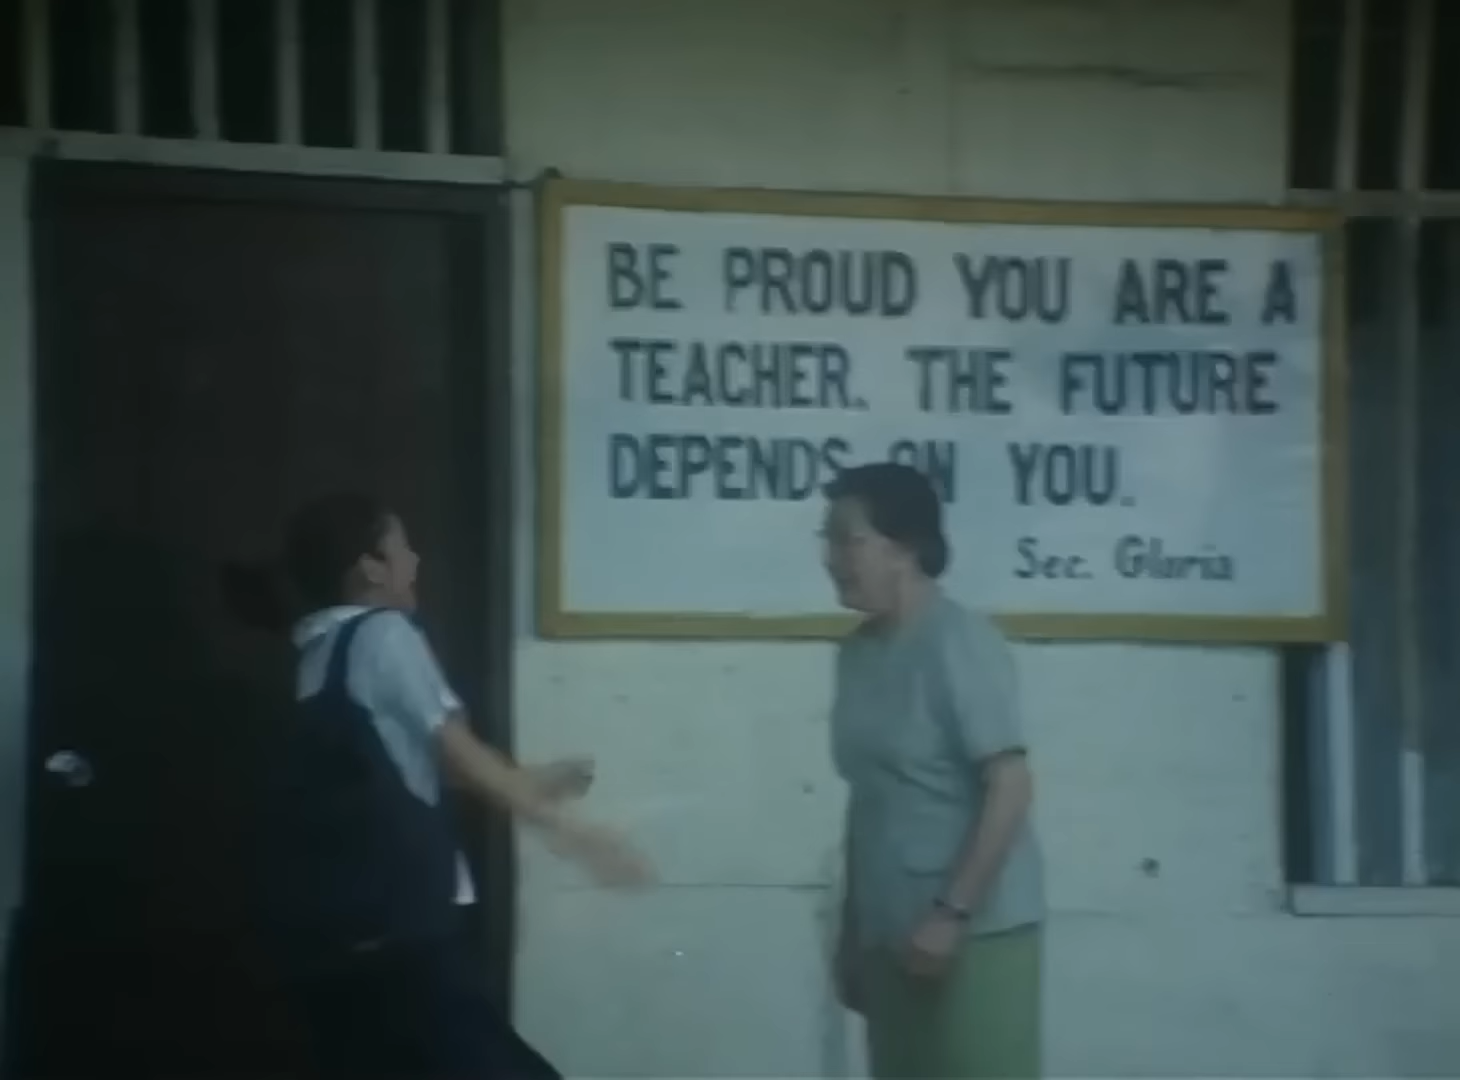 BE PROUD YOU ARE A
TEACHER. THE FUTURE
DEPENDS ON YOU.
Sec. Gloria